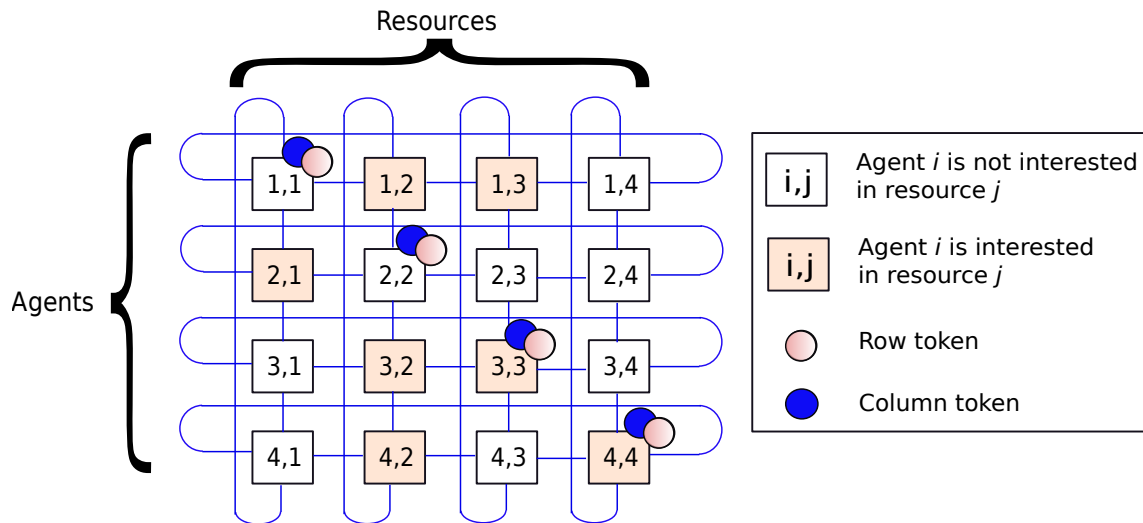 Resources
Agents
1,1 1,2 1,3 1,4
2,1 2,2 2,3 2,4
3,1 3,2 3,3 3,4
4,1 4,2 4,3 4,4
i,j
Agent i is not interested
in resource j
i,j
Agent i is interested
in resource j
Row token
Column token